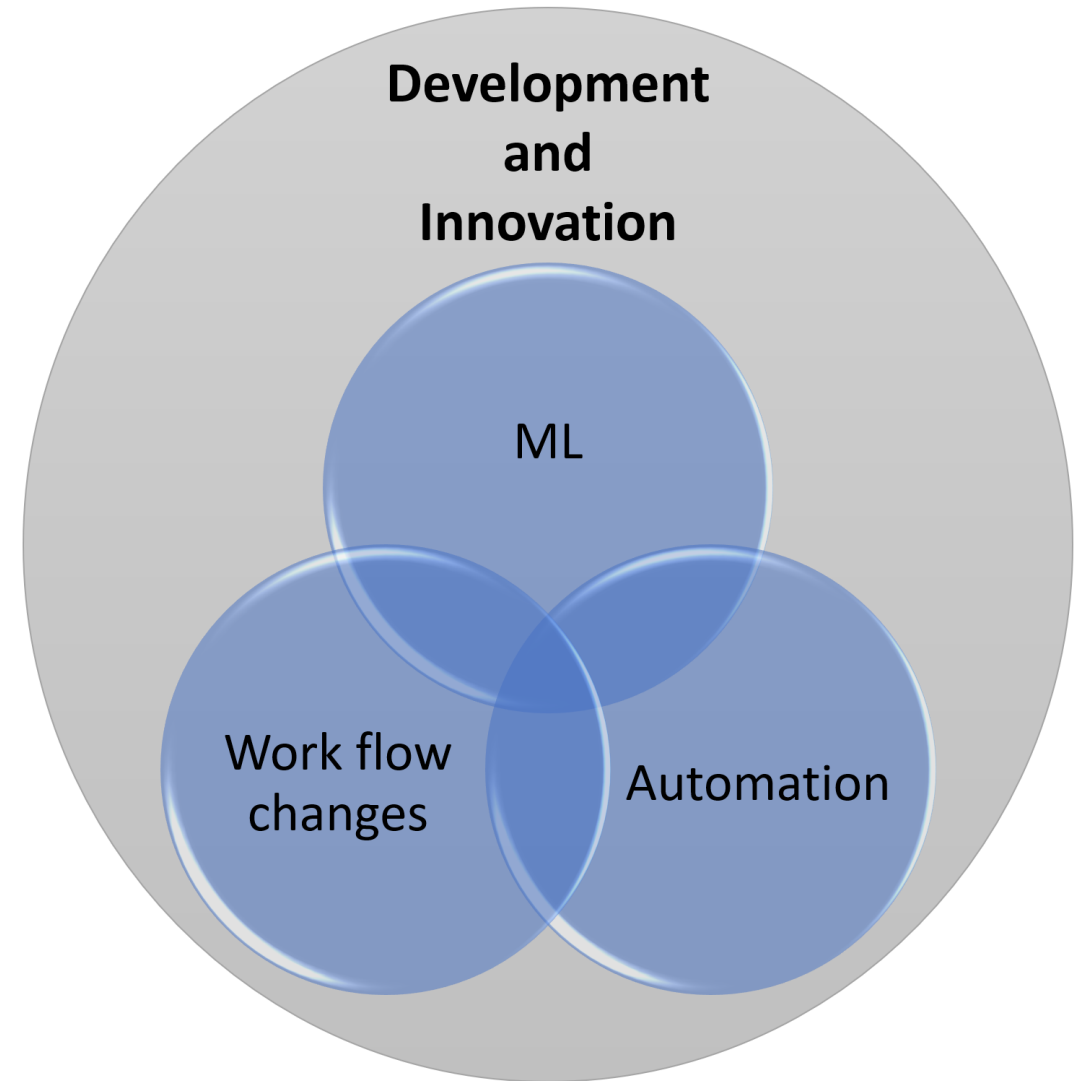 Development
and
Innovation
ML
Work flow
changes
Automation